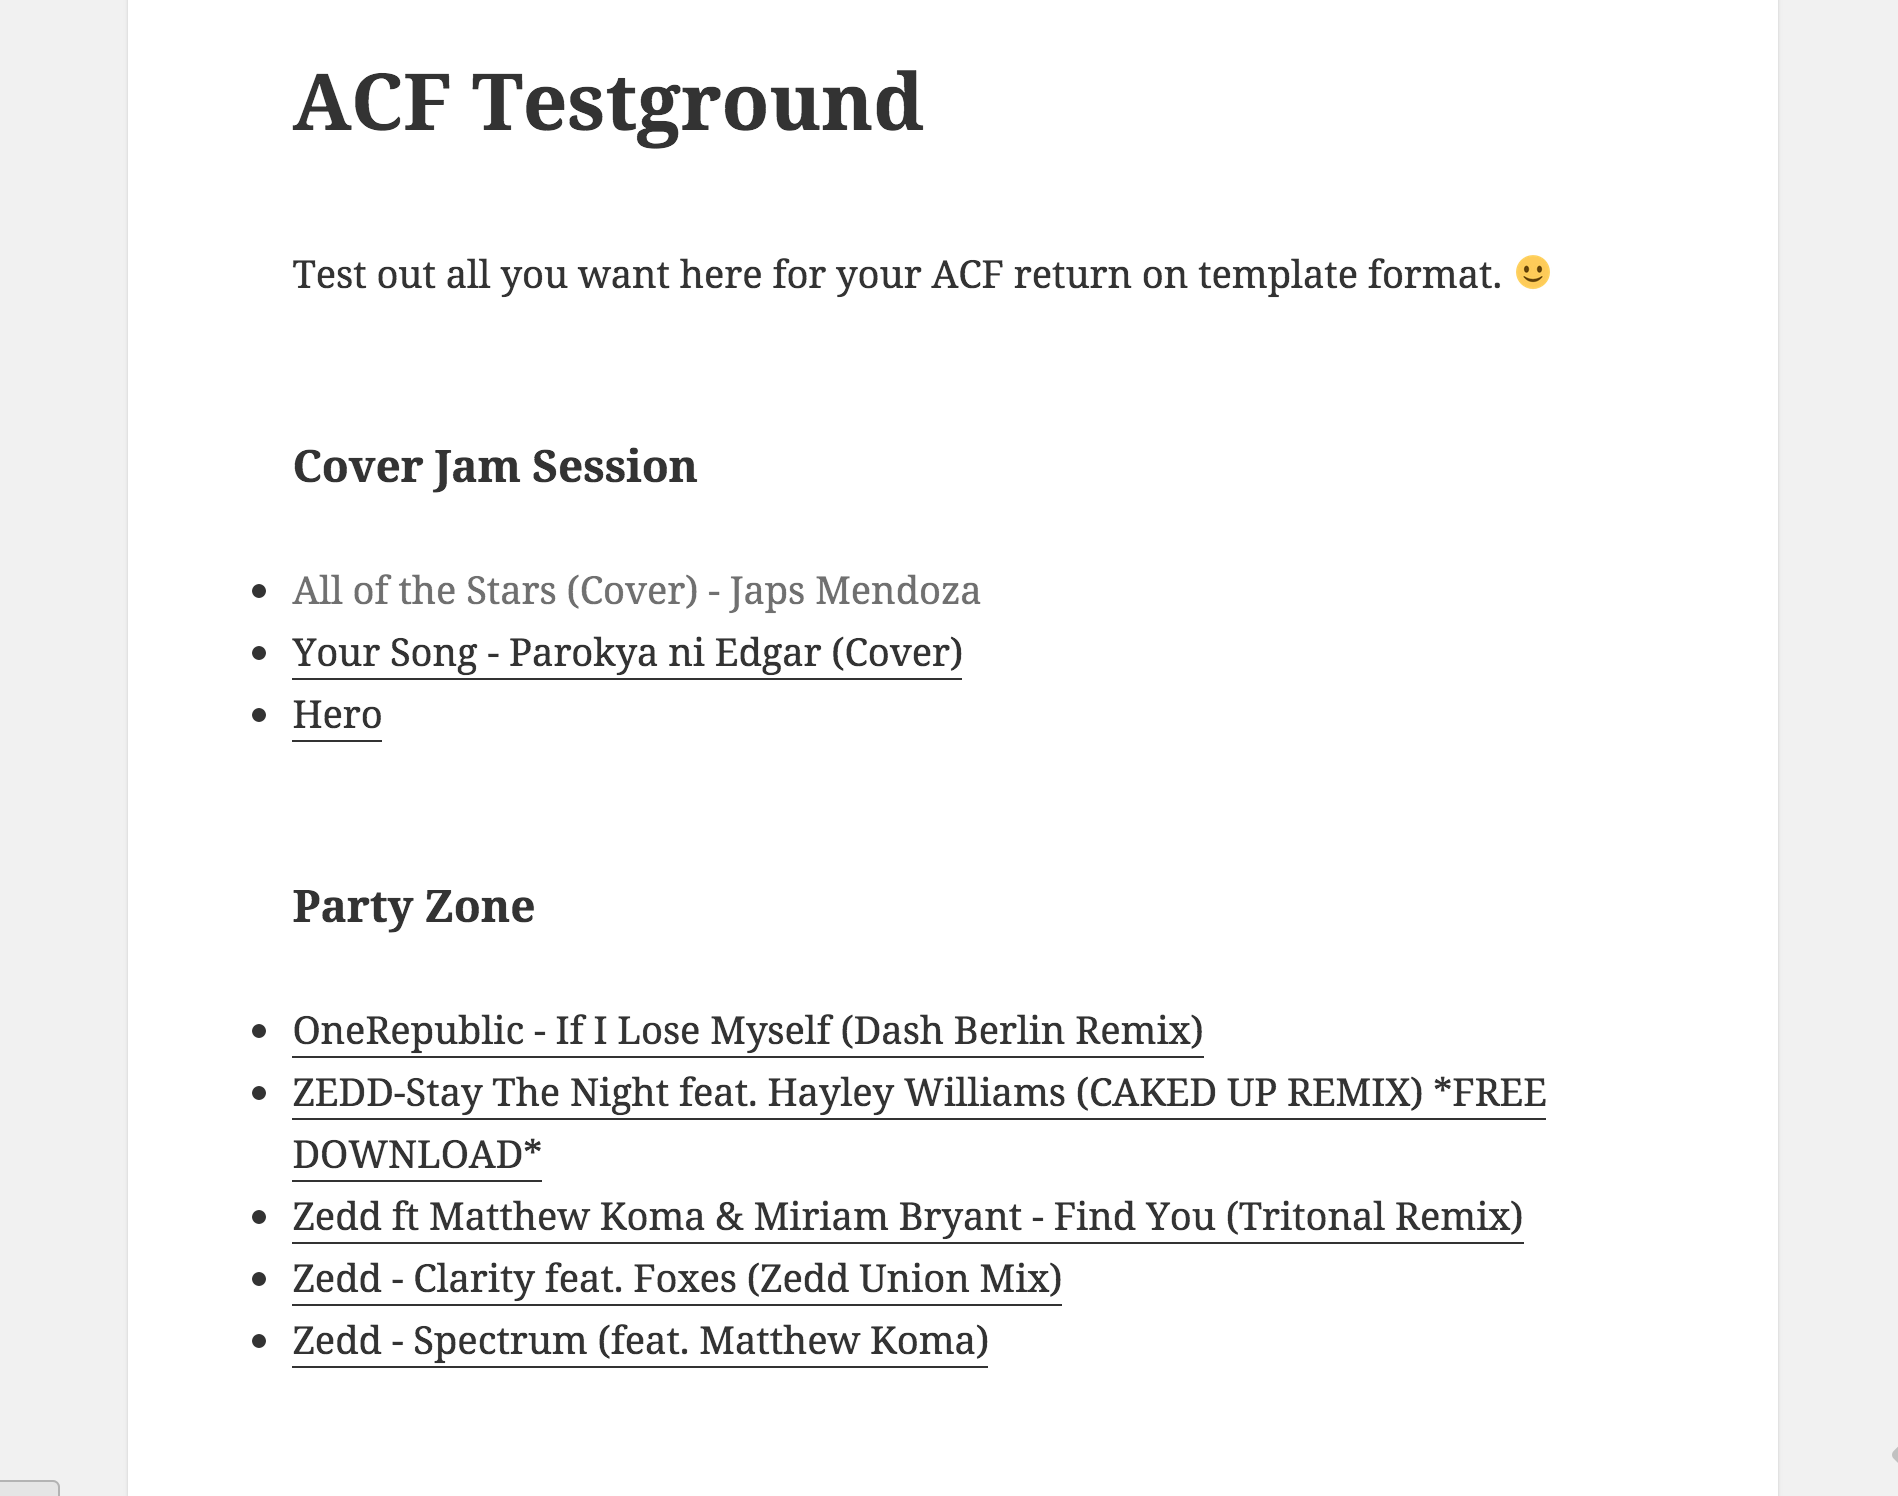 ACF Testground
Test out all you want here for your ACF return on template format. 🙂
Cover Jam Session
All of the Stars (Cover) - Japs Mendoza
Your Song - Parokya ni Edgar (Cover)
Hero
Party Zone
OneRepublic - If I Lose Myself (Dash Berlin Remix)
ZEDD-Stay The Night feat. Hayley Williams (CAKED UP REMIX) *FREE
DOWNLOAD*
Zedd ft Matthew Koma & Miriam Bryant - Find You (Tritonal Remix)
Zedd - Clarity feat. Foxes (Zedd Union Mix)
Zedd - Spectrum (feat. Matthew Koma)